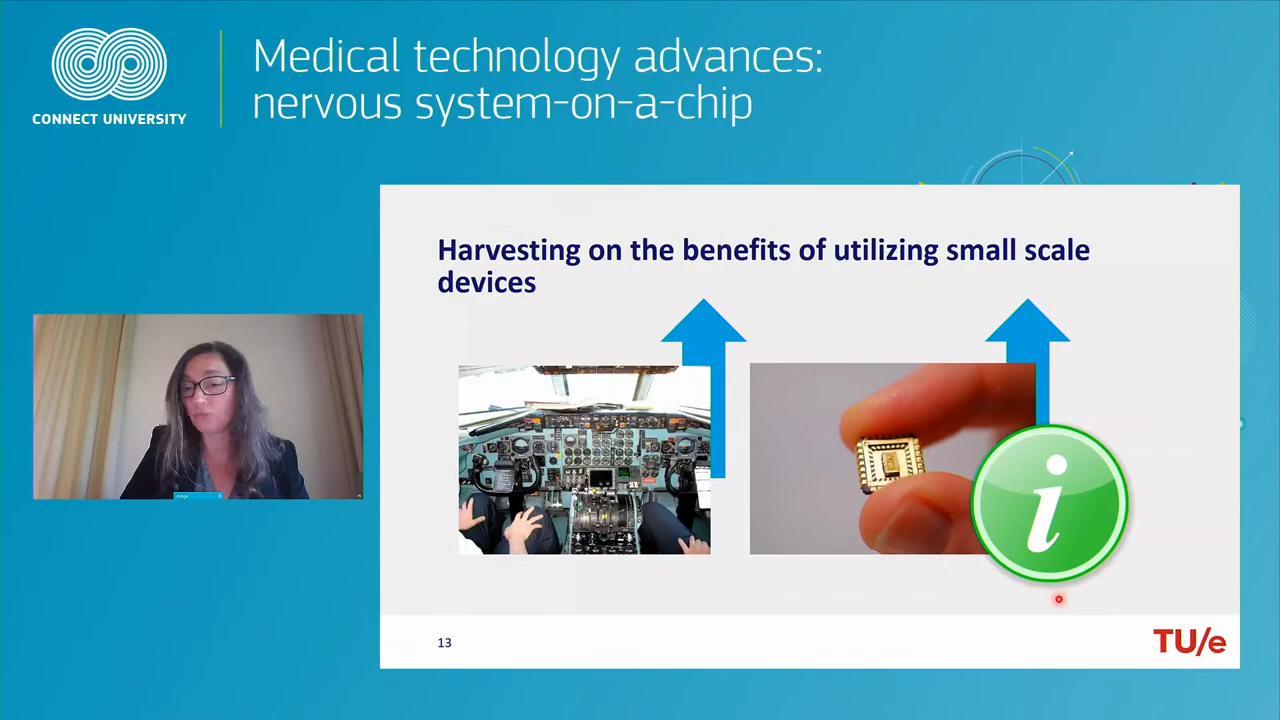 Medical technology advances:
nervous system-on-a-chip
CONNECT UNIVERSITY
Harvesting on the benefits of utilizing small scale
devices
i
13
TU/e